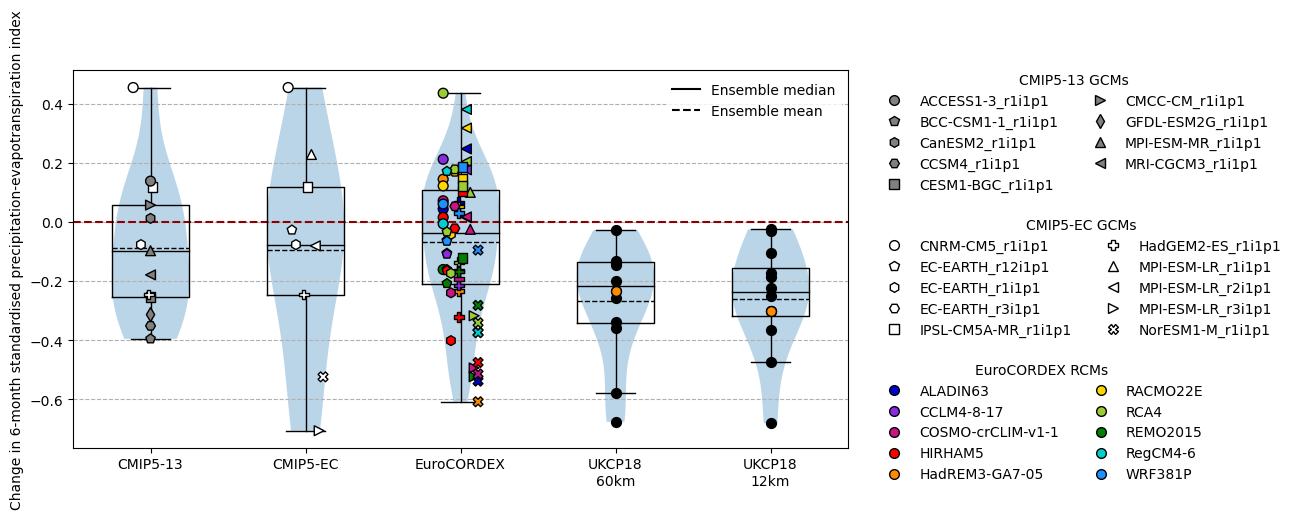 Change in 6-month standardised precipitation-evapotranspiration index
0.4
0.2
0.0
−0.2
−0.4
−0.6
Ensemble median
Ensemble mean
CMIP5-13
CMIP5-EC
EuroCORDEX
UKCP18
60km
UKCP18
12km
CMIP5-13 GCMs
ACCESS1-3_r1i1p1
BCC-CSM1-1_r1i1p1
CanESM2_r1i1p1
CCSM4_r1i1p1
CESM1-BGC_r1i1p1
CMCC-CM_r1i1p1
GFDL-ESM2G_r1i1p1
MPI-ESM-MR_r1i1p1
MRI-CGCM3_r1i1p1
CMIP5-EC GCMs
CNRM-CM5_r1i1p1
EC-EARTH_r12i1p1
EC-EARTH_r1i1p1
EC-EARTH_r3i1p1
IPSL-CM5A-MR_r1i1p1
HadGEM2-ES_r1i1p1
MPI-ESM-LR_r1i1p1
MPI-ESM-LR_r2i1p1
MPI-ESM-LR_r3i1p1
NorESM1-M_r1i1p1
EuroCORDEX RCMs
ALADIN63
CCLM4-8-17
COSMO-crCLIM-v1-1
HIRHAM5
HadREM3-GA7-05
RACMO22E
RCA4
REMO2015
RegCM4-6
WRF381P